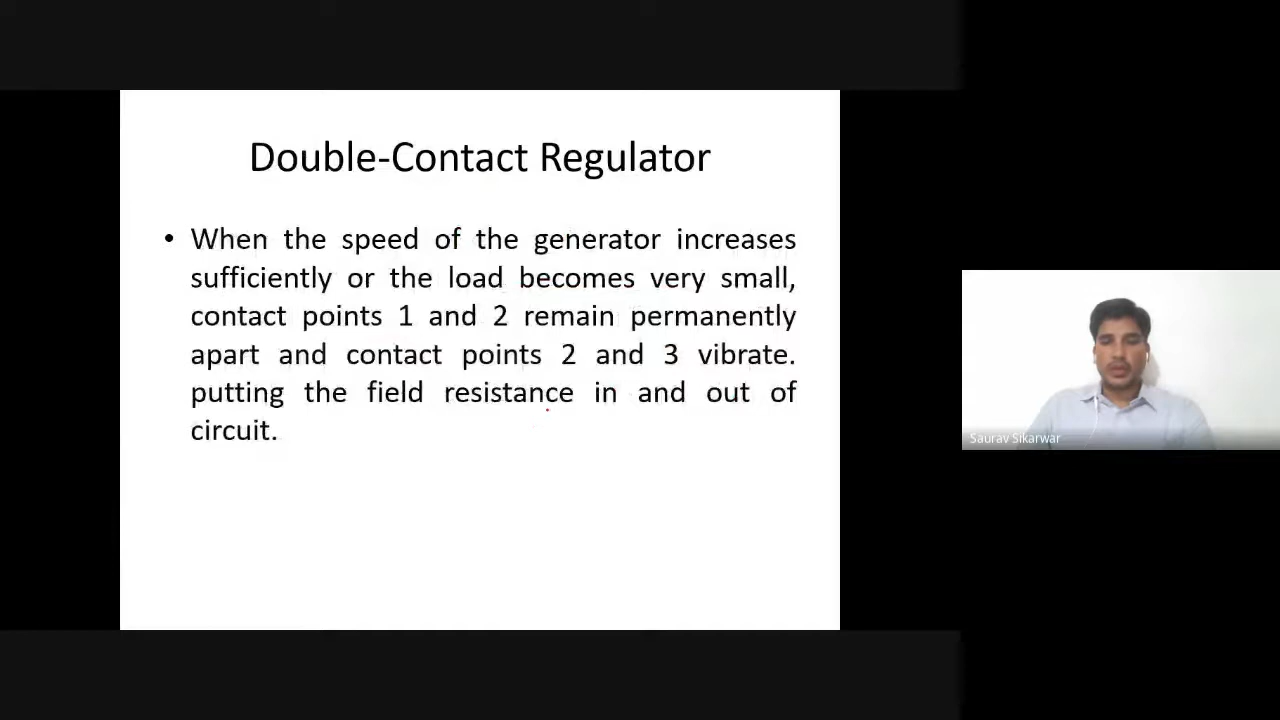 Double-Contact Regulator
• When the speed of the generator increases
sufficiently or the load becomes very small,
contact points 1 and 2 remain permanently
apart and contact points 2 and 3 vibrate.
putting the field resistance in and out of
circuit.
Saurav Sikarwar